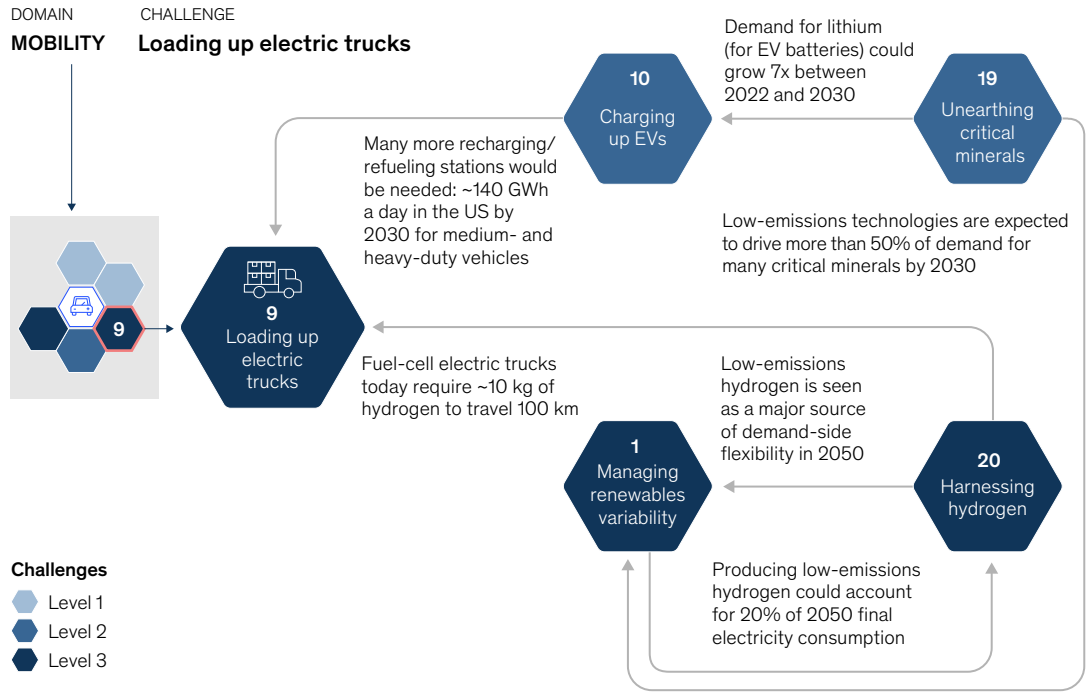 DOMAIN
MOBILITY
CHALLENGE
Loading up electric trucks
9
9
Loading up
electric
trucks
Many more recharging/
refueling stations would
be needed: ~140 GWh
a day in the US by
2030 for medium- and
heavy-duty vehicles
10
Charging
up EVs
Demand for lithium
(for EV batteries) could
grow 7x between
2022 and 2030
19
Unearthing
critical
minerals
Low-emissions technologies are expected
to drive more than 50% of demand for
many critical minerals by 2030
Fuel-cell electric trucks
today require ~10 kg of
hydrogen to travel 100 km
1
Managing
renewables
variability
Low-emissions
hydrogen is seen
as a major source
of demand-side
flexibility in 2050
20
Harnessing
hydrogen
Producing low-emissions
hydrogen could account
for 20% of 2050 final
electricity consumption
Challenges
Level 1
Level 2
Level 3